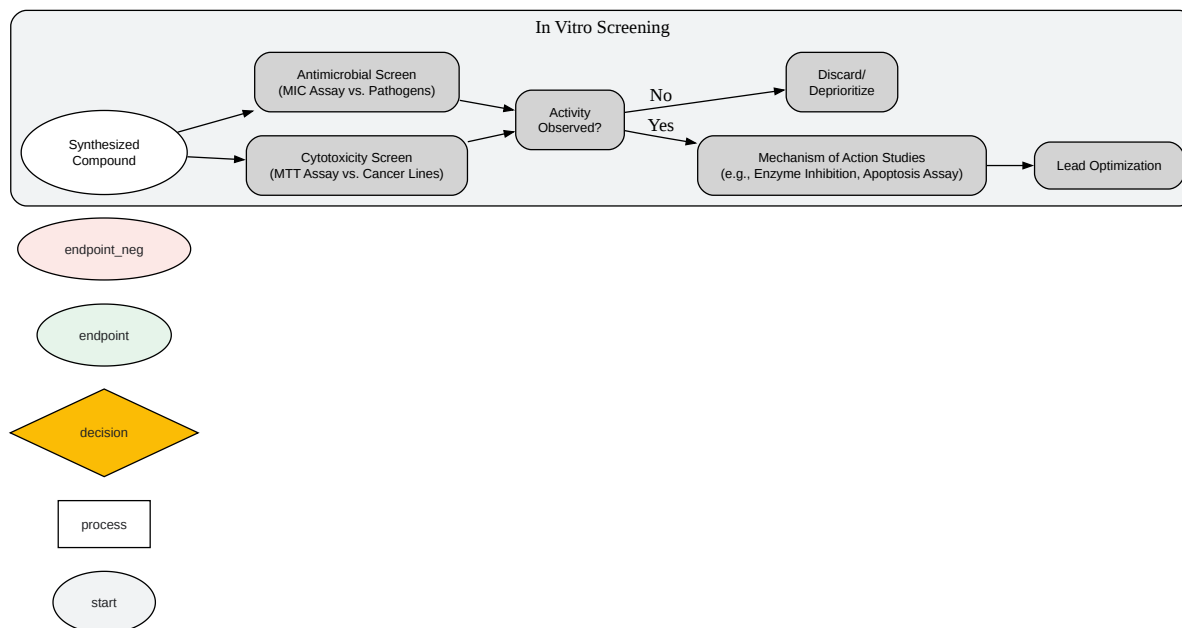 In Vitro Screening
Synthesized
Compound
Antimicrobial Screen
(MIC Assay vs. Pathogens)
Cytotoxicity Screen
(MTT Assay vs. Cancer Lines)
Activity
Observed?
No
Yes
Discard/
Deprioritize
Mechanism of Action Studies
(e.g., Enzyme Inhibition, Apoptosis Assay)
Lead Optimization
endpoint_neg
endpoint
decision
process
start